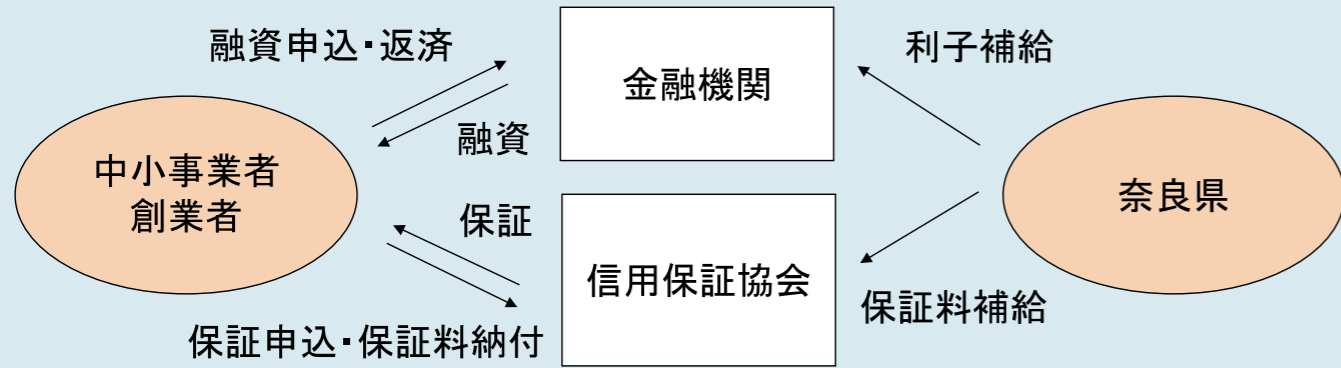 融資申込・返済
金融機関
利子補給
融資
中小事業者
創業者
奈良県
保証
信用保証協会
保証料補給
保証申込・保証料納付